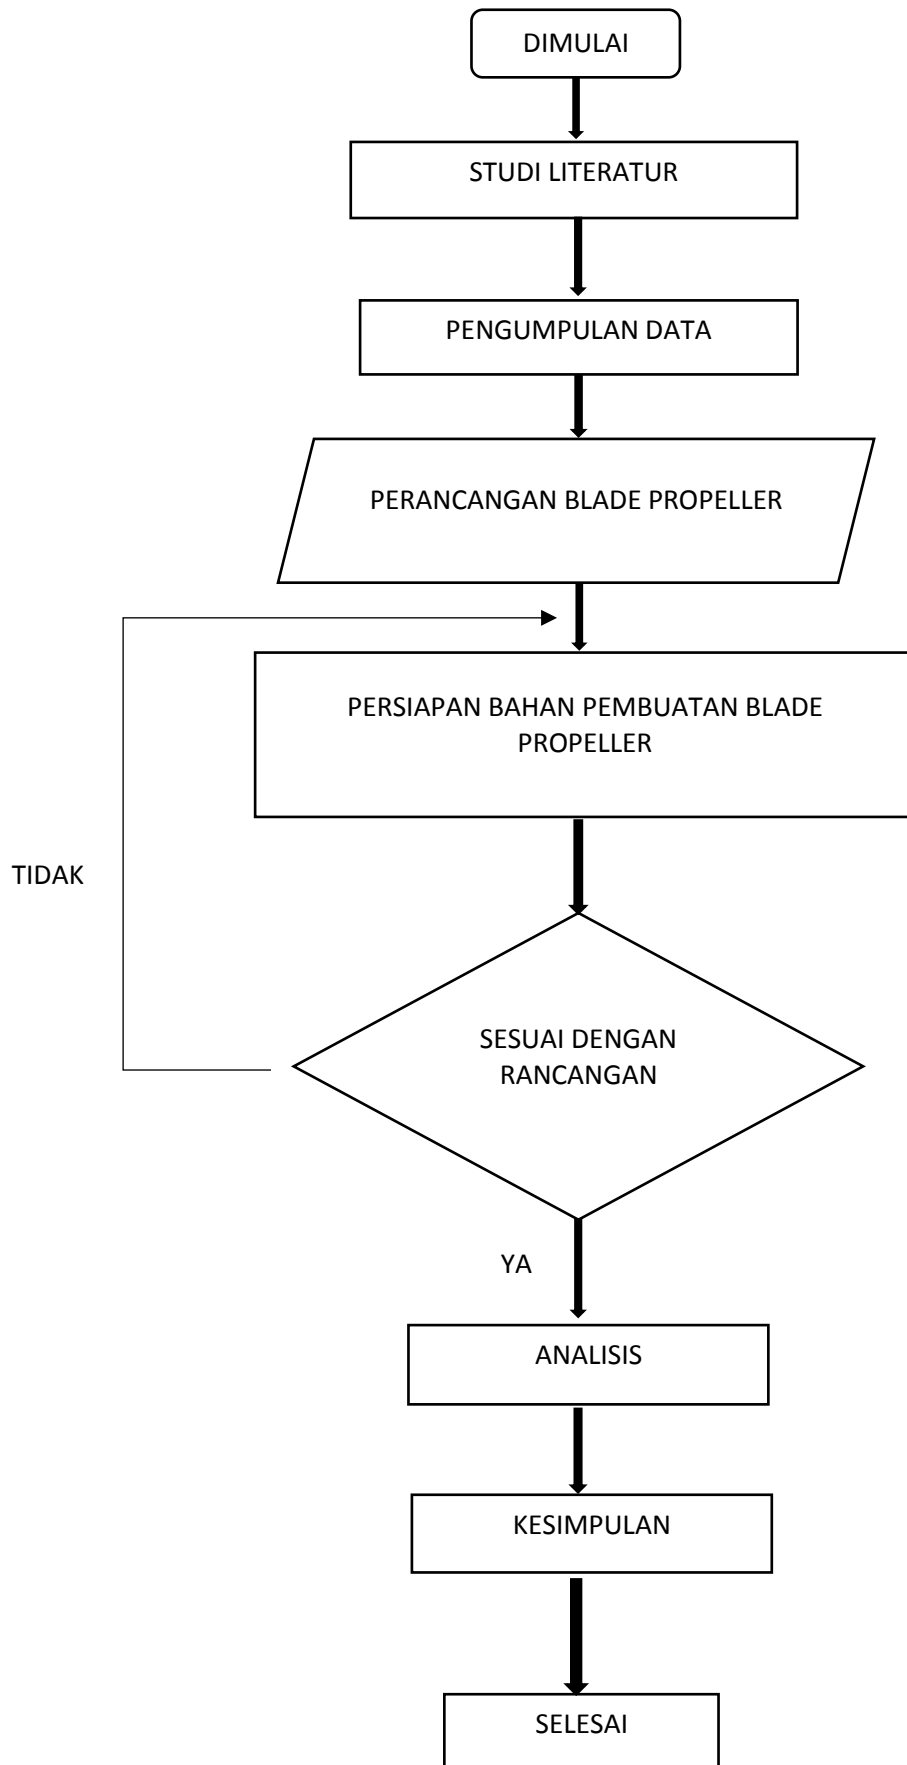 DIMULAI
STUDI LITERATUR
PENGUMPULAN DATA
PERANCANGAN BLADE PROPELLER
PERSIAPAN BAHAN PEMBUATAN BLADE
PROPELLER
TIDAK
SESUAI DENGAN
RANCANGAN
YA
ANALISIS
KESIMPULAN
SELESAI